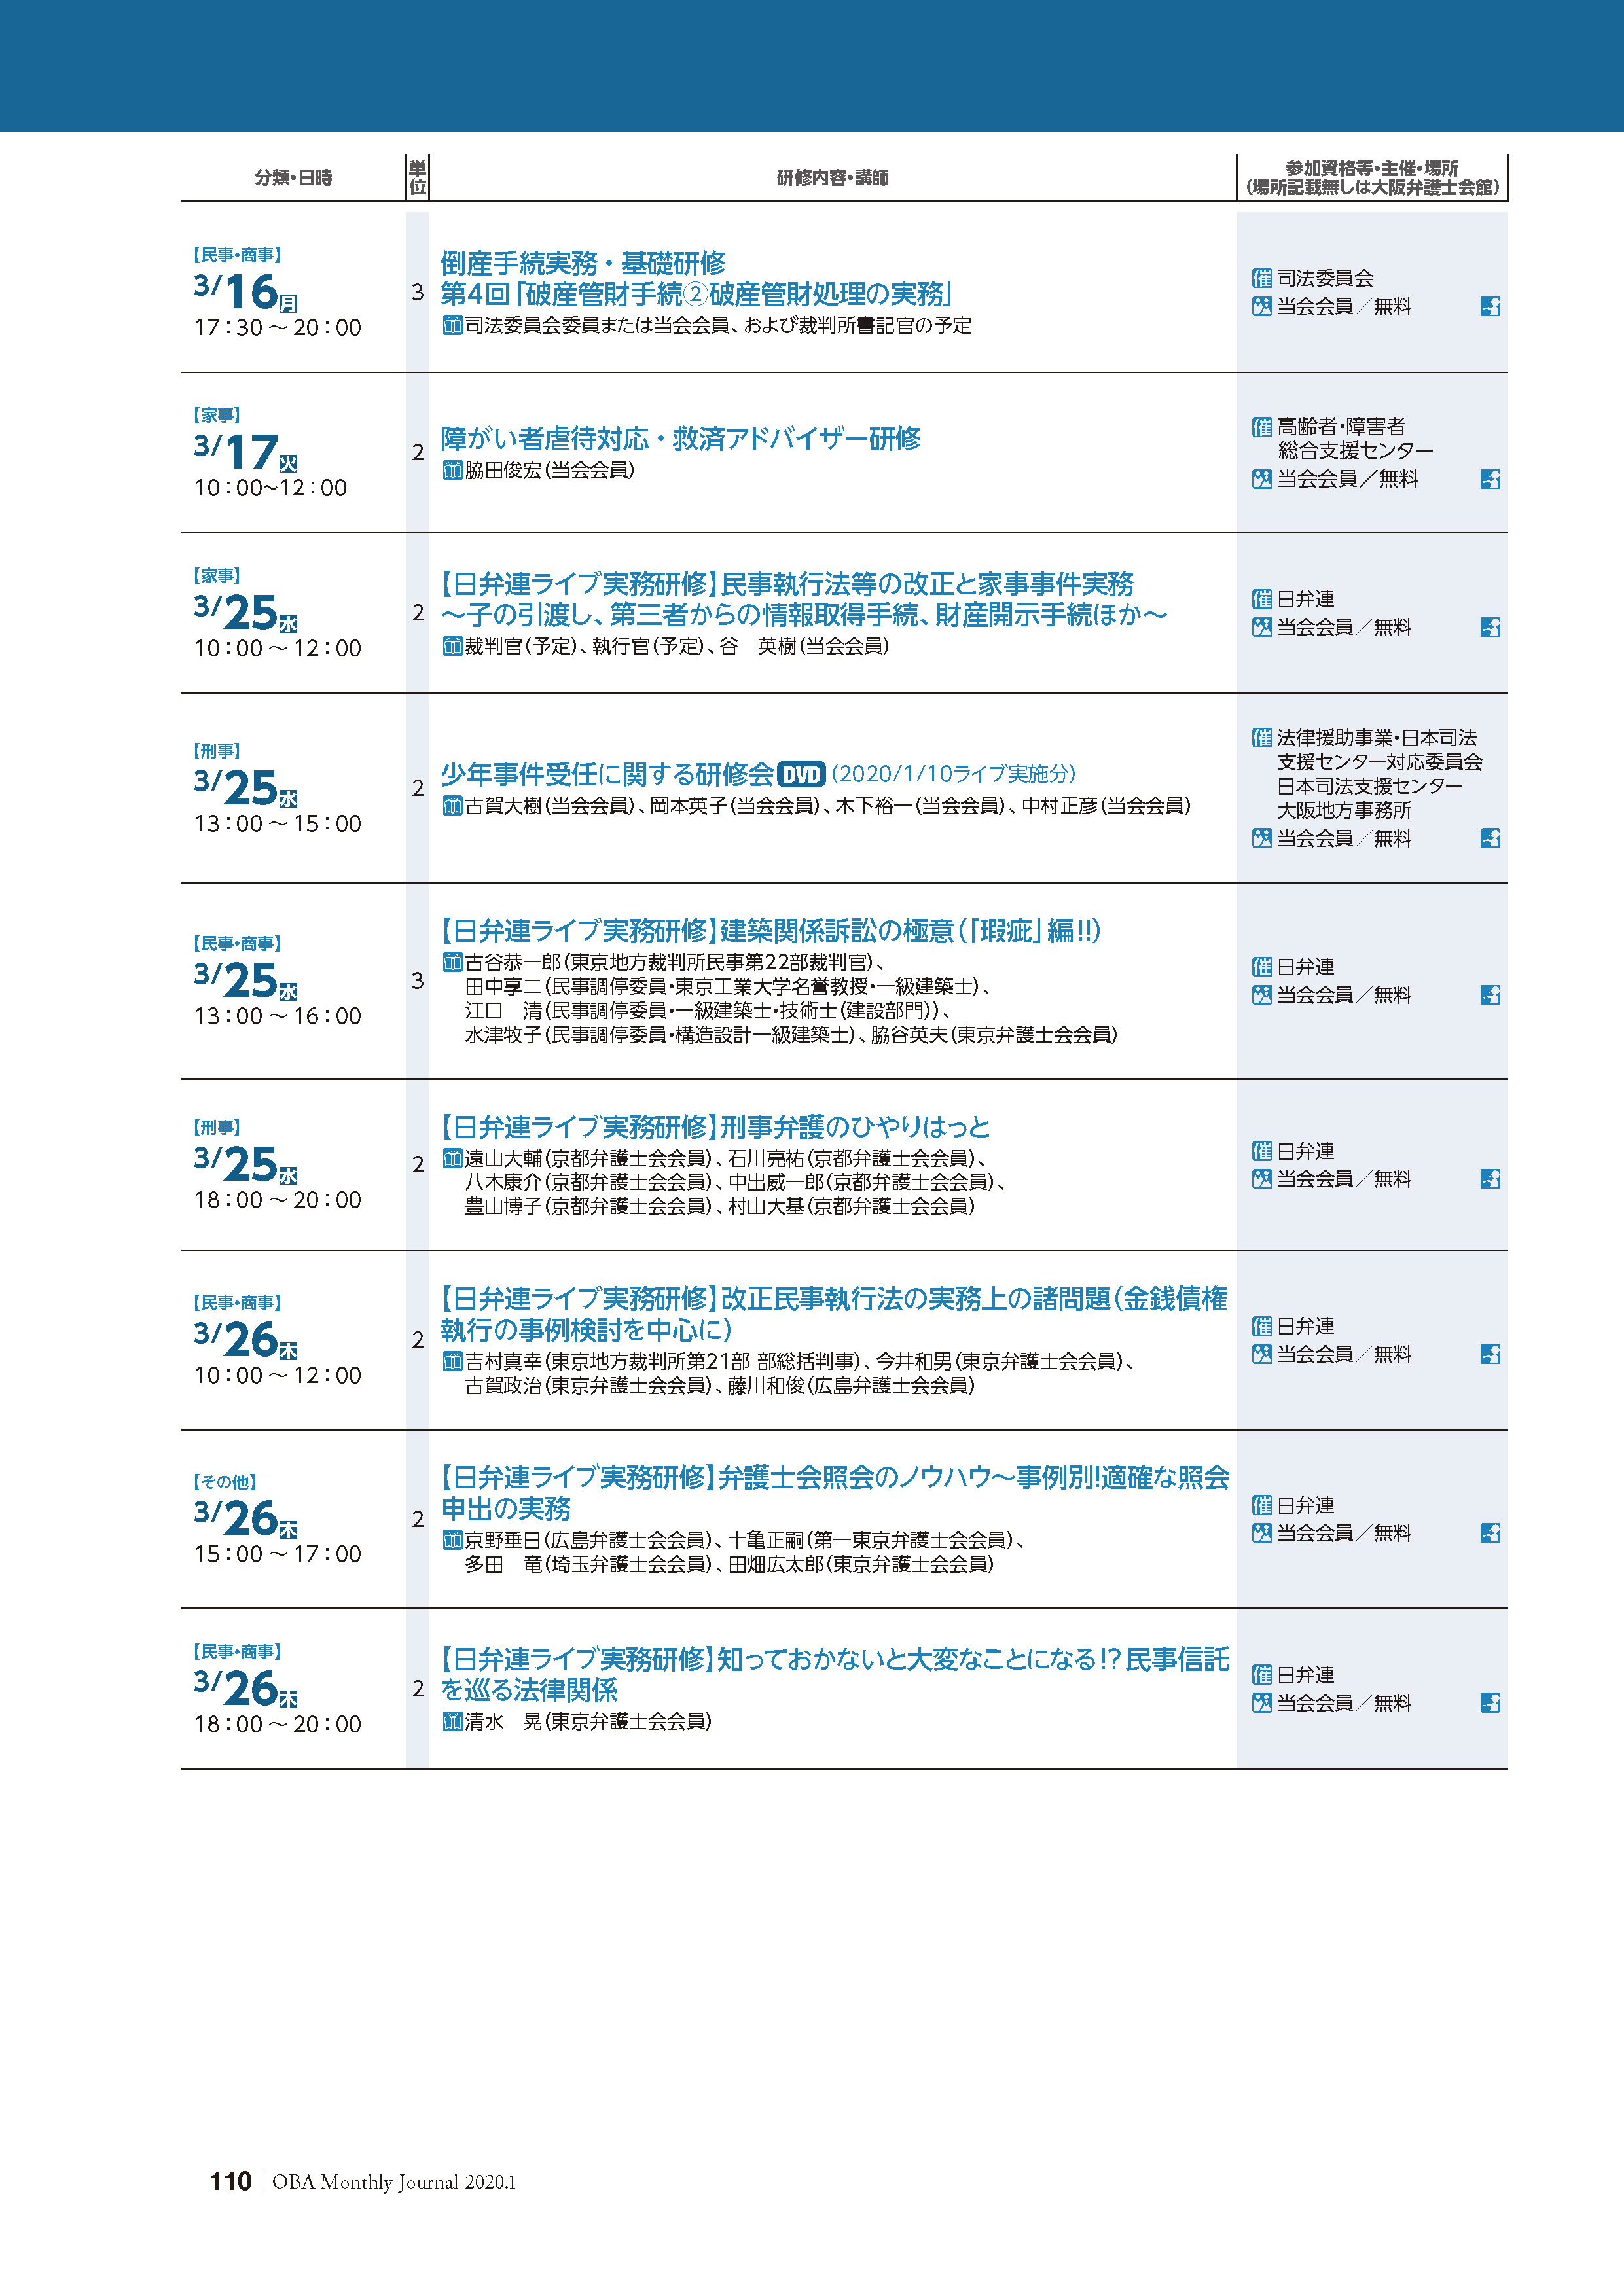 分類・日時
単位
研修内容・講師
参加資格等・主催・場所
(場所記載無しは大阪弁護士会館)
【民事・商事】
3/16月
17:30 ～ 20:00
3
倒産手続実務・基礎研修
第4回「破産管財手続②破産管財処理の実務」
司法委員会委員または当会会員、および裁判所書記官の予定
催 司法委員会
当会会員／無料
【家事】
3/17火
10:00~12:00
2
障がい者虐待対応・救済アドバイザー研修
脇田俊宏(当会会員)
催 高齢者・障害者
総合支援センター
当会会員／無料
【家事】
3/25水
10:00 ～ 12:00
2
【日弁連ライブ実務研修】民事執行法等の改正と家事事件実務
～子の引渡し、第三者からの情報取得手続、財産開示手続ほか～
裁判官(予定)、執行官(予定)、谷　英樹(当会会員)
催 日弁連
当会会員／無料
【刑事】
3/25水
13:00 ～ 15:00
2
少年事件受任に関する研修会 DVD (2020/1/10ライブ実施分)
古賀大樹(当会会員)、岡本英子(当会会員)、木下裕一(当会会員)、中村正彦(当会会員)
催 法律援助事業・日本司法
支援センター対応委員会
日本司法支援センター
大阪地方事務所
当会会員／無料
【民事・商事】
3/25水
13:00 ～ 16:00
3
【日弁連ライブ実務研修】建築関係訴訟の極意(「瑕疵」編!!)
古谷恭一郎(東京地方裁判所民事第22部裁判官)、
田中享二(民事調停委員・東京工業大学名誉教授・一級建築士)、
江口　清(民事調停委員・一級建築士・技術士(建設部門))、
水津牧子(民事調停委員・構造設計一級建築士)、脇谷英夫(東京弁護士会会員)
催 日弁連
当会会員／無料
【刑事】
3/25水
18:00 ～ 20:00
2
【日弁連ライブ実務研修】刑事弁護のひやりはっと
遠山大輔(京都弁護士会会員)、石川亮祐(京都弁護士会会員)、
八木康介(京都弁護士会会員)、中出威一郎(京都弁護士会会員)、
豊山博子(京都弁護士会会員)、村山大基(京都弁護士会会員)
催 日弁連
当会会員／無料
【民事・商事】
3/26木
10:00 ～ 12:00
2
【日弁連ライブ実務研修】改正民事執行法の実務上の諸問題(金銭債権
執行の事例検討を中心に)
吉村真幸(東京地方裁判所第21部 部総括判事)、今井和男(東京弁護士会会員)、
古賀政治(東京弁護士会会員)、藤川和俊(広島弁護士会会員)
催 日弁連
当会会員／無料
【その他】
3/26木
15:00 ～ 17:00
2
【日弁連ライブ実務研修】弁護士会照会のノウハウ～事例別!適確な照会
申出の実務
京野垂日(広島弁護士会会員)、十亀正嗣(第一東京弁護士会会員)、
多田　竜(埼玉弁護士会会員)、田畑広太郎(東京弁護士会会員)
催 日弁連
当会会員／無料
【民事・商事】
3/26木
18:00 ～ 20:00
2
【日弁連ライブ実務研修】知っておかないと大変なことになる!?民事信託
を巡る法律関係
清水　晃(東京弁護士会会員)
催 日弁連
当会会員／無料
110 OBA Monthly Journal 2020.1